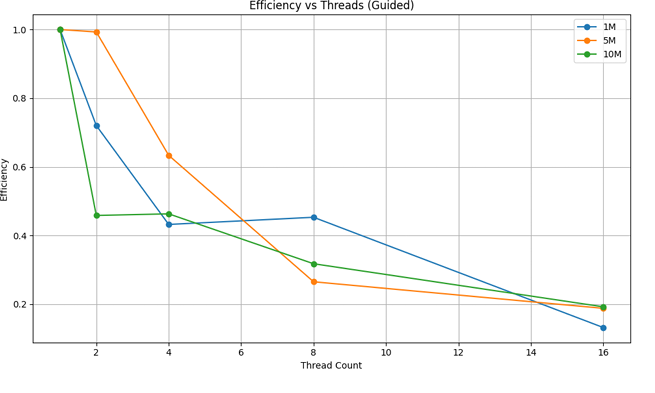 Efficiency vs Threads (Guided)
1.0
0.8
0.6
0.4
0.2
Efficiency
1M
5M
10M
2 4 6 8 10 12 14 16
Thread Count